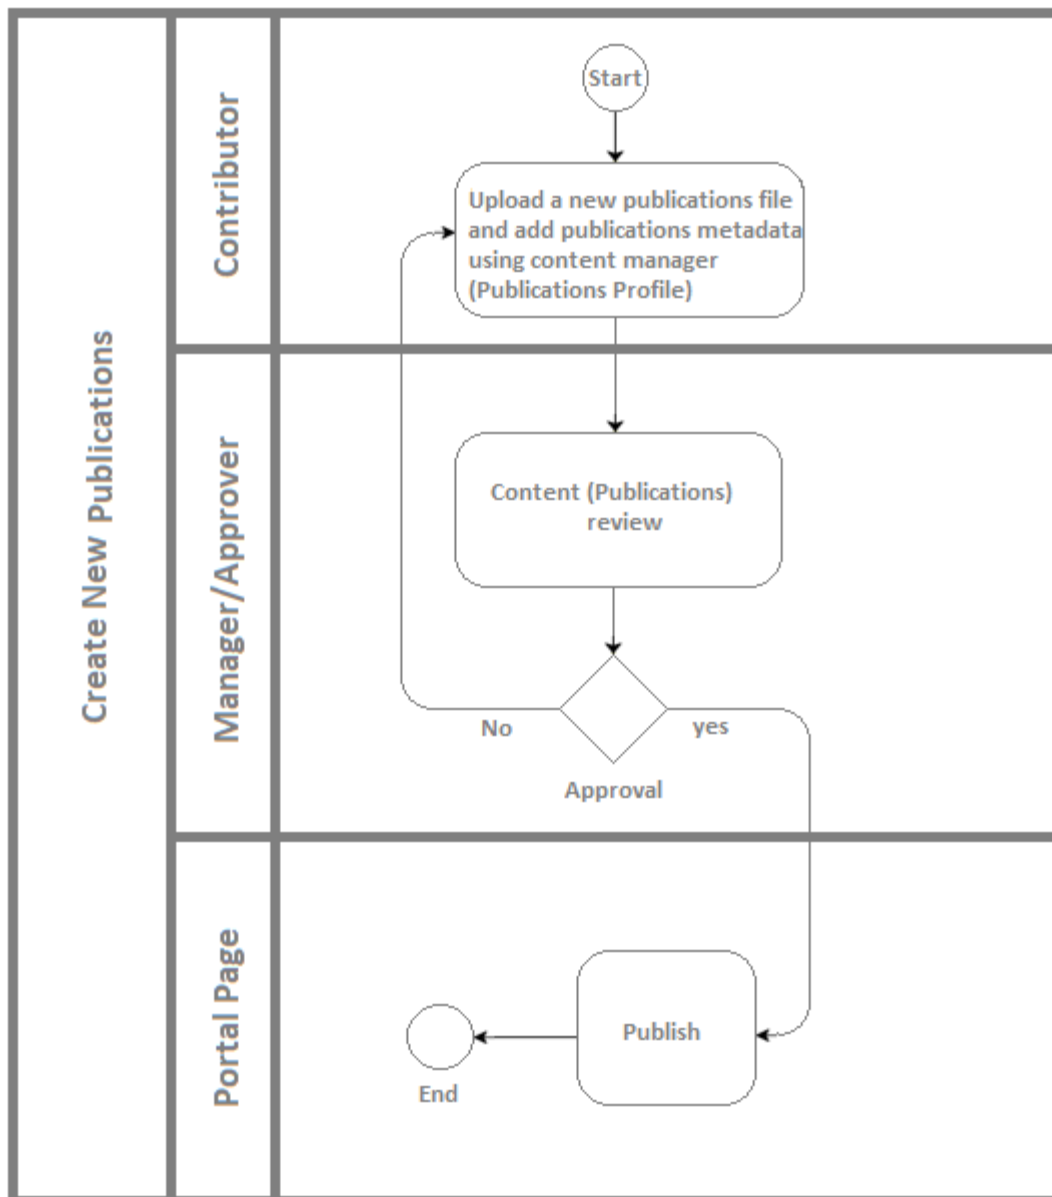 Create New Publications
Contributor
Start
Upload a new publications file
and add publications metadata
using content manager
(Publications Profile)
Manager/Approver
Content (Publications)
review
No
yes
Approval
Portal Page
Publish
End